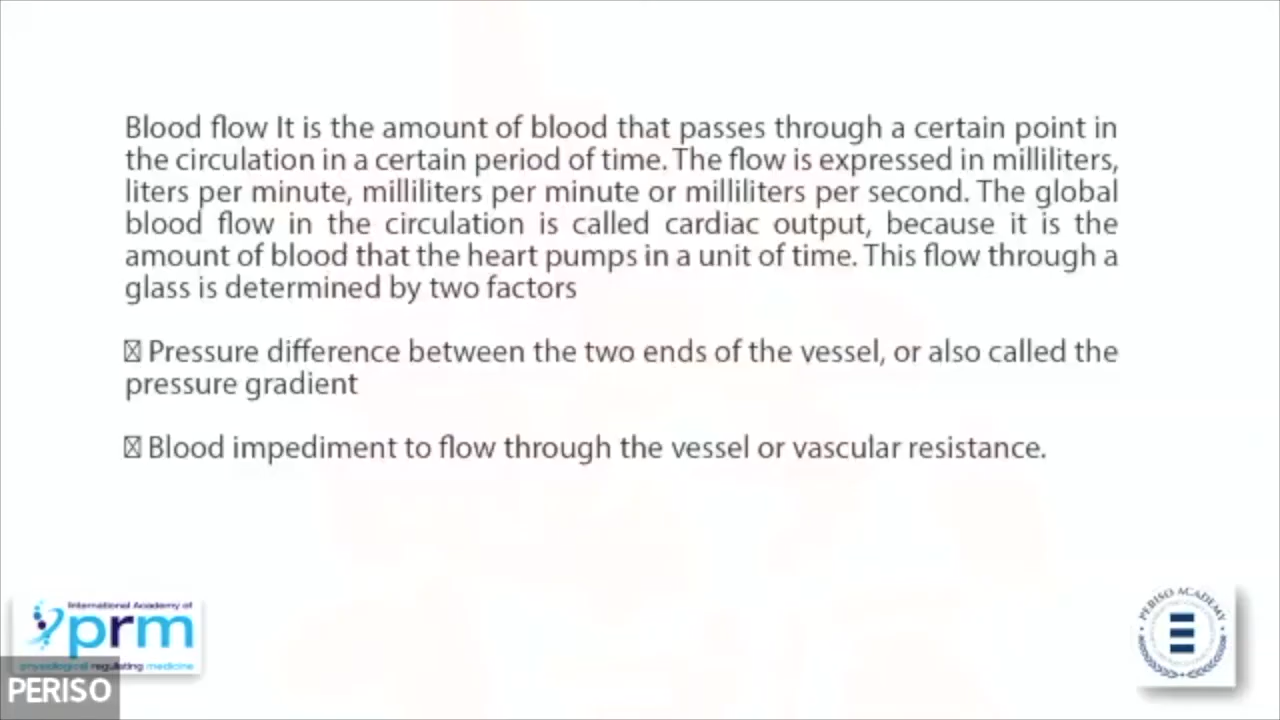 Blood flow It is the amount of blood that passes through a certain point in
the circulation in a certain period of time. The flow is expressed in milliliters,
liters per minute, milliliters per minute or milliliters per second. The global
blood flow in the circulation is called cardiac output, because it is the
amount of blood that the heart pumps in a unit of time. This flow through a
glass is determined by two factors
Pressure difference between the two ends of the vessel, or also called the
pressure gradient
Blood impediment to flow through the vessel or vascular resistance.
International Academy of
prm
physiological regulating medicine
PERISO
PERISO ACADEMY